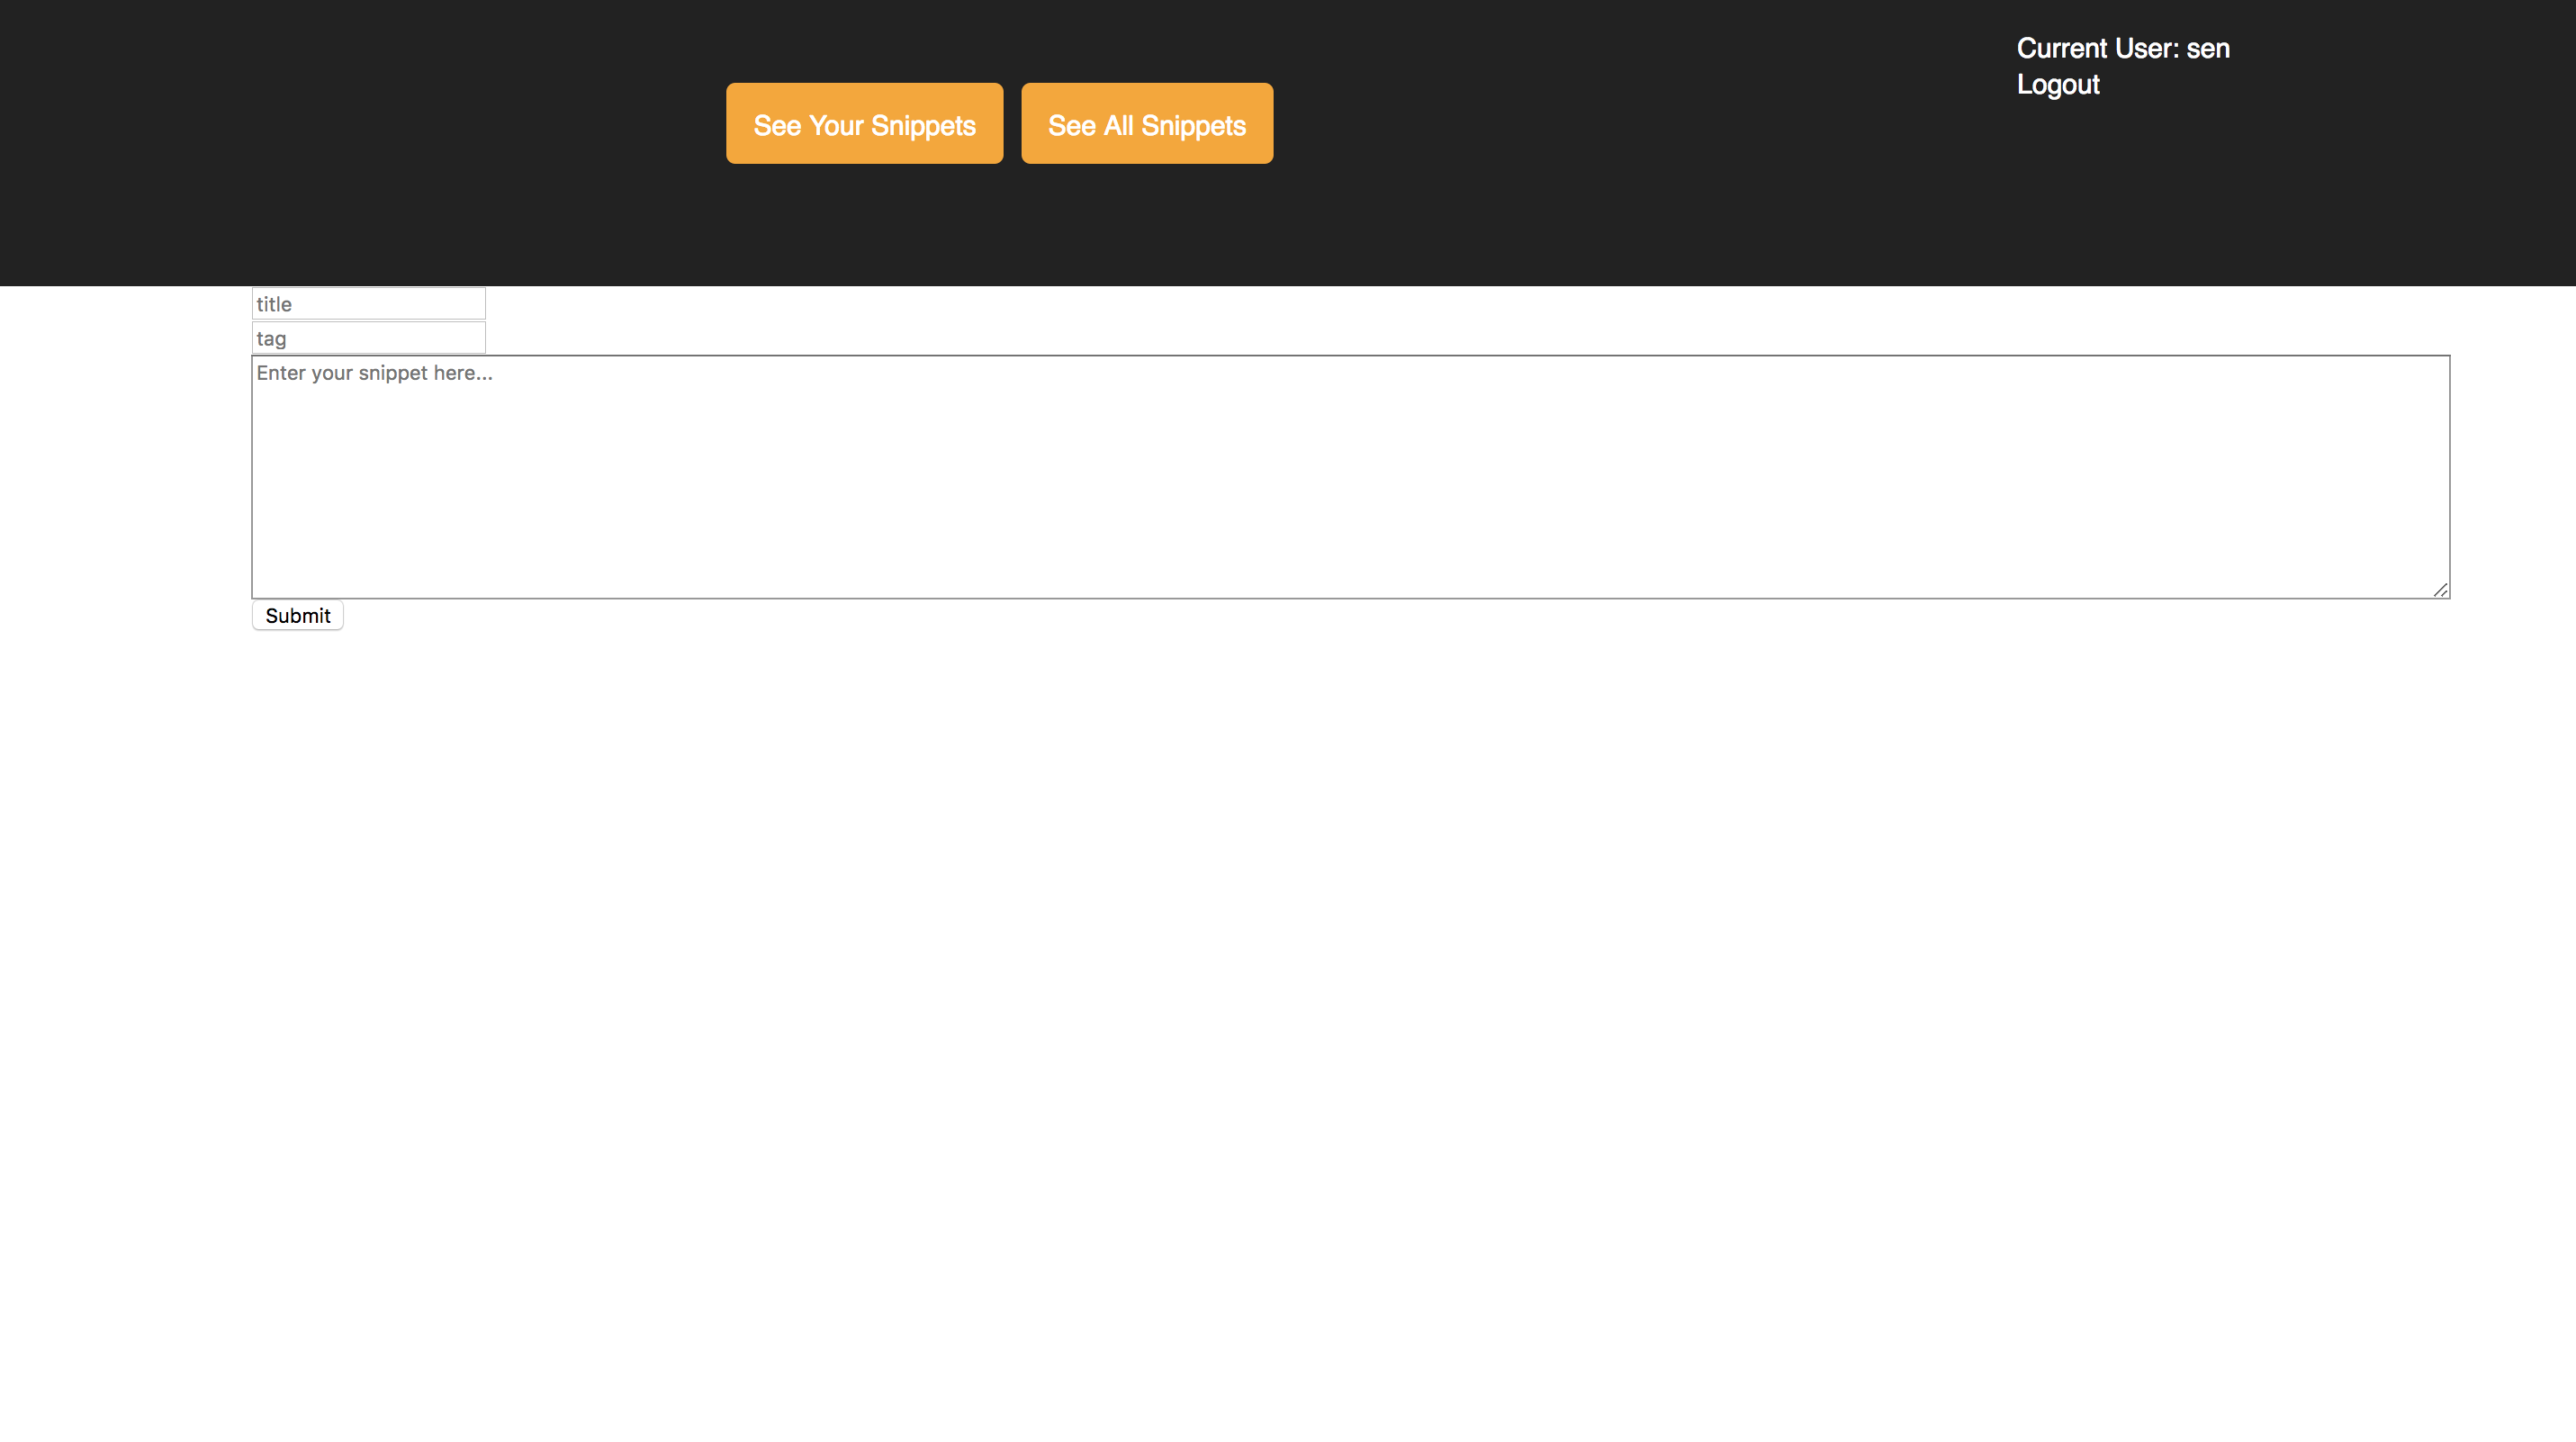 Current User: sen
Logout
See Your Snippets
See All Snippets
title
tag
Enter your snippet here...
Submit